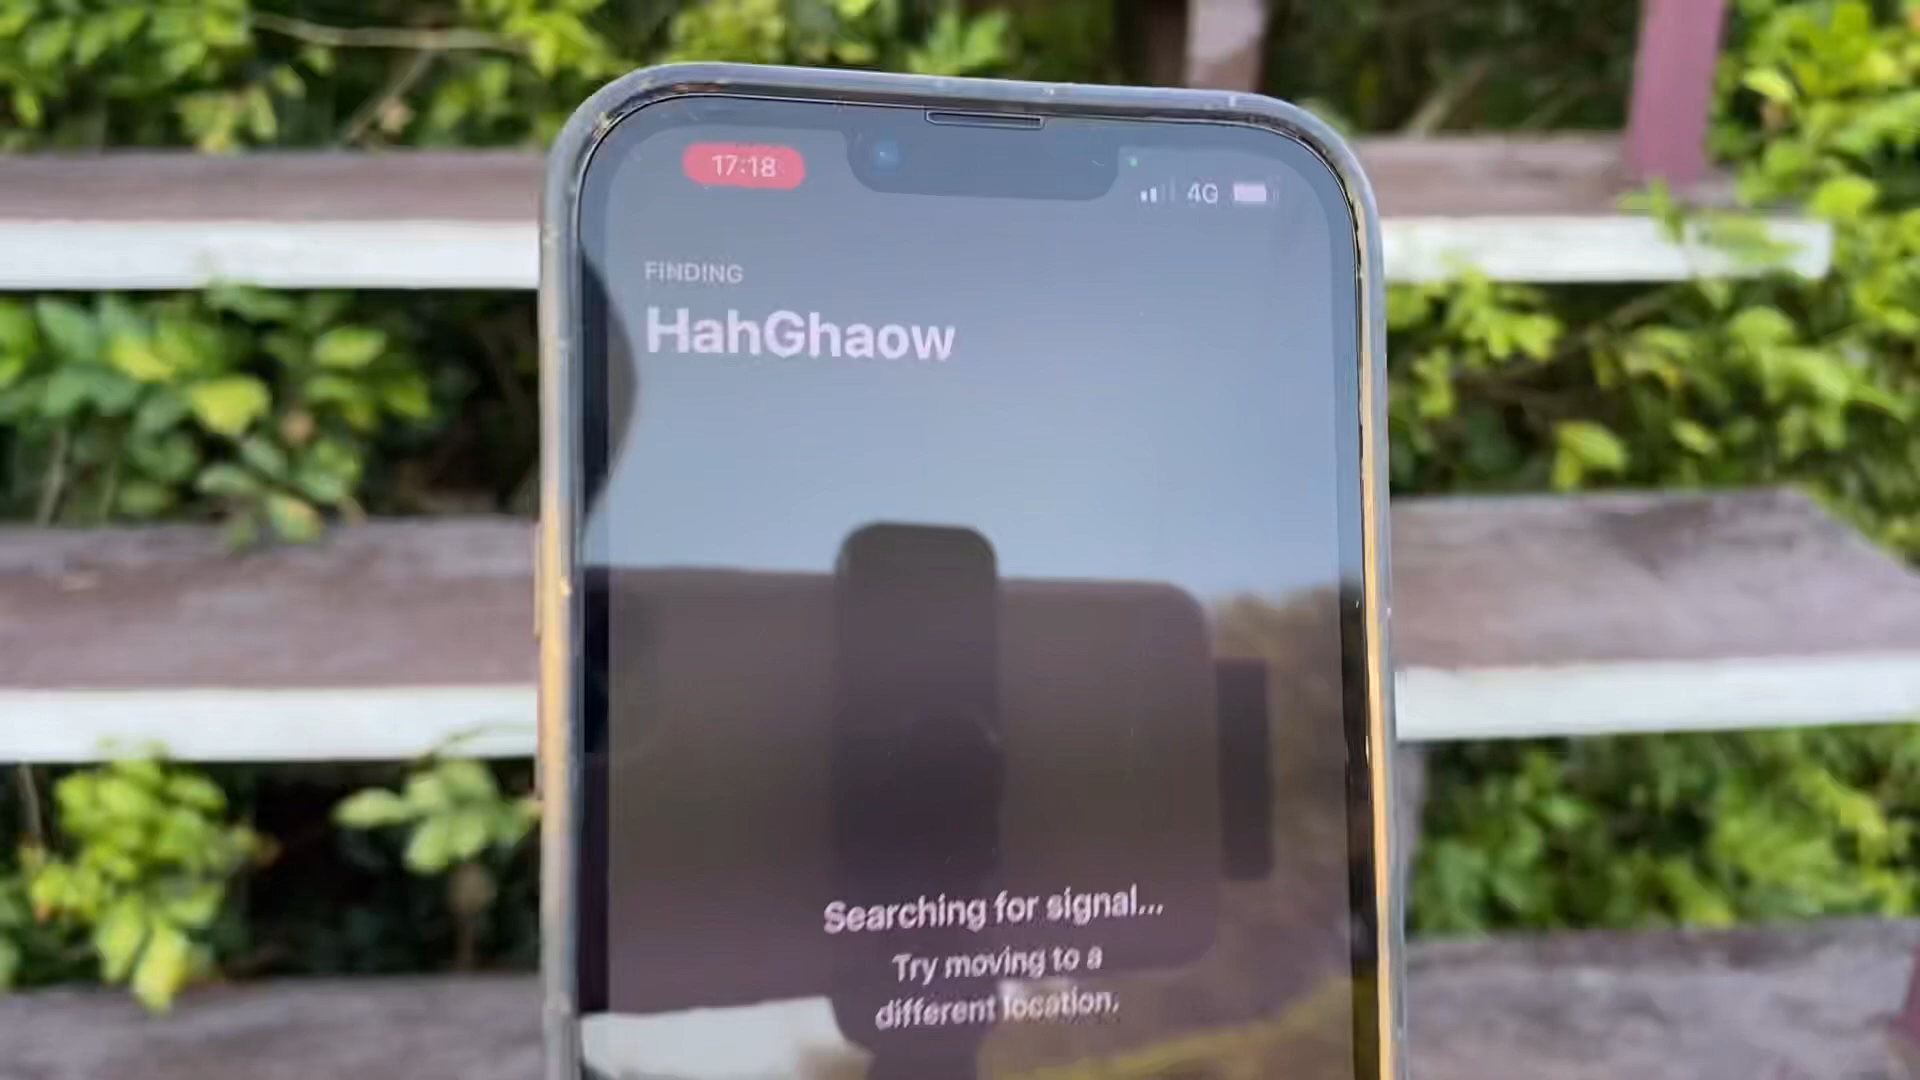 17:18
4G
FINDING
HahGhaow
Searching for signal...
Try moving to a
different location.